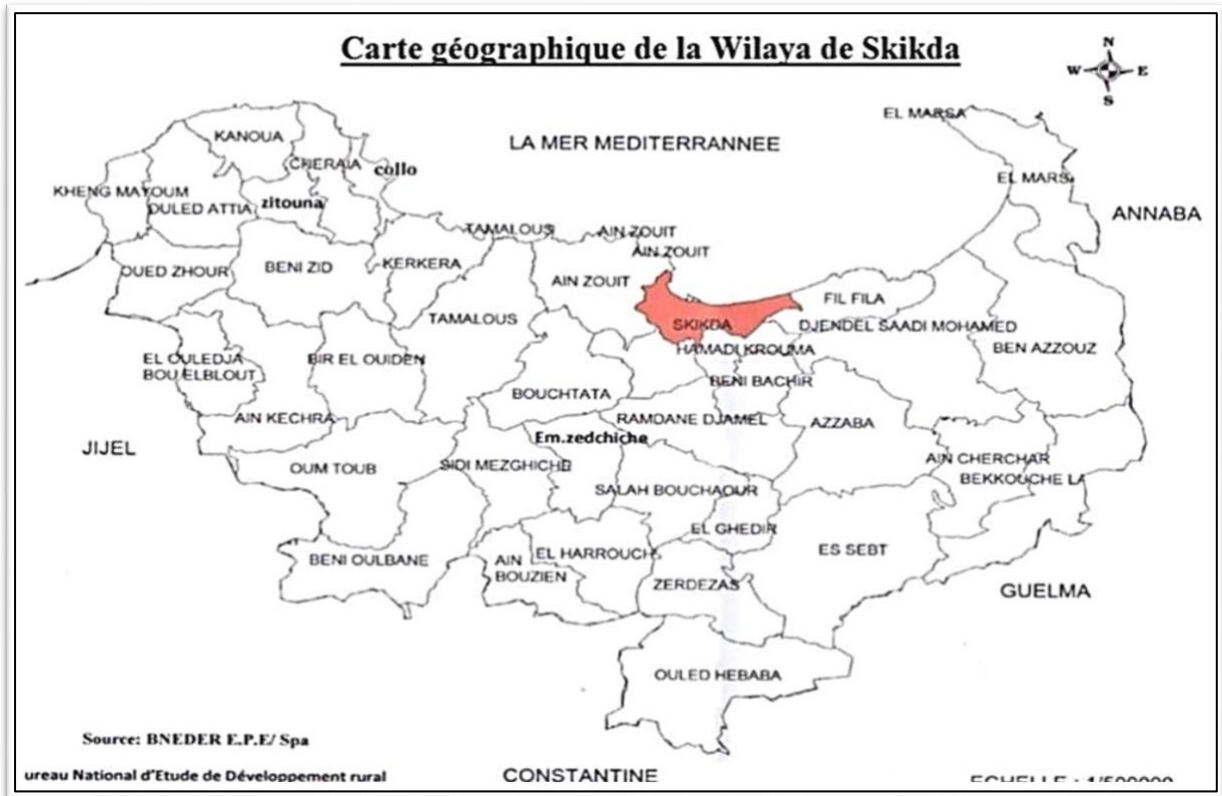 Carte géographique de la Wilaya de Skikda
N
W E
S
EL MARSA
KANOUA
LA MER MEDITERRANNEE
CHERAIA
collo
KHENG MAYOUM
EL MARSA
OULED ATTIA
zitouna
ANNABA
TAMALOUS
AIN ZOUIT
AIN ZOUIT
OUED ZHOUR
BENI ZID
KERKERA
AIN ZOUIT
FIL FILA
TAMALOUS
SKIKDA
DJENDEL SAADI MOHAMED
HAMADI KROUMA
BEN AZZOUZ
EL OULEDJA
BOU ELBLOUT
BIR EL OUIDEN
BENI BACHIR
BOUCHTATA
AIN KECHRA
RAMDANE DJAMEL
AZZABA
Em.zedchiche
JIJEL
OUM TOUB
SIDI MEZGHICHE
AIN CHERCHAR
BEKKOUCHE LA
SALAH BOUCHAOUR
EL GHEDIR
BENI OULBANE
AIN
BOUZIEN
EL HARROUCH
ES SEBT
ZERDEZAS
GUELMA
OULED HEBABA
Source: BNEDER E.P.E/ Spa
ureau National d'Etude de Développement rural
CONSTANTINE
ECHELLE : 1/500000